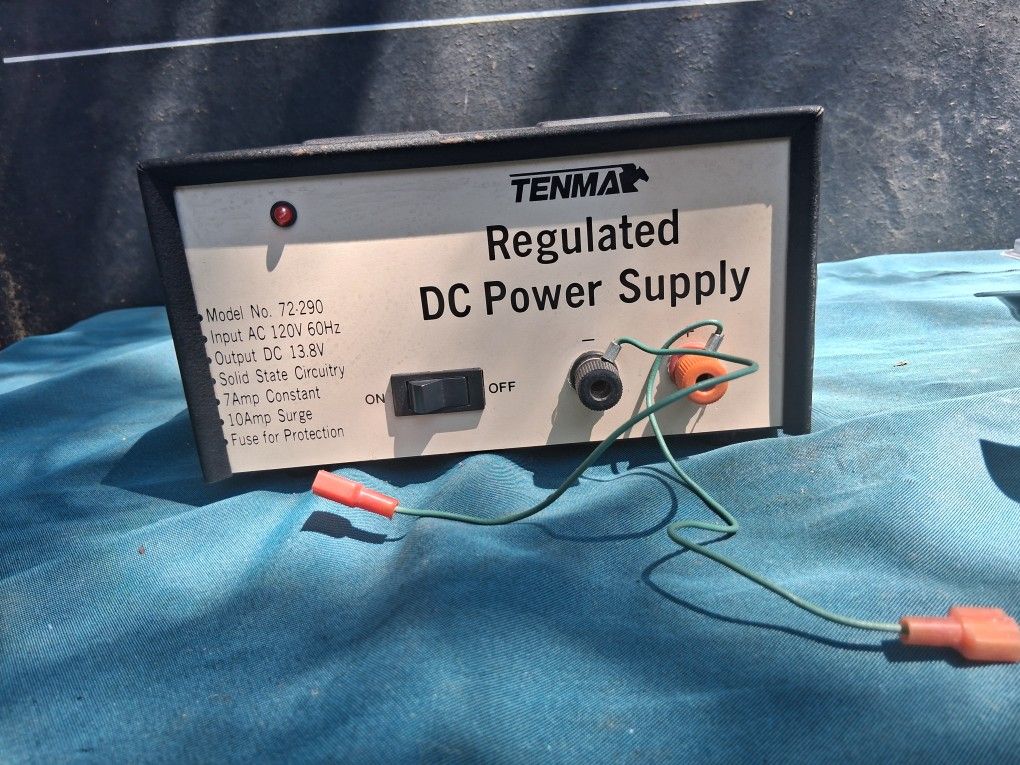 TENMA
Regulated
DC Power Supply
Model No. 72-290
Input AC 120V 60Hz
Output DC 13.8V
Solid State Circuitry
7Amp Constant
10Amp Surge
Fuse for Protection
ON OFF
− +